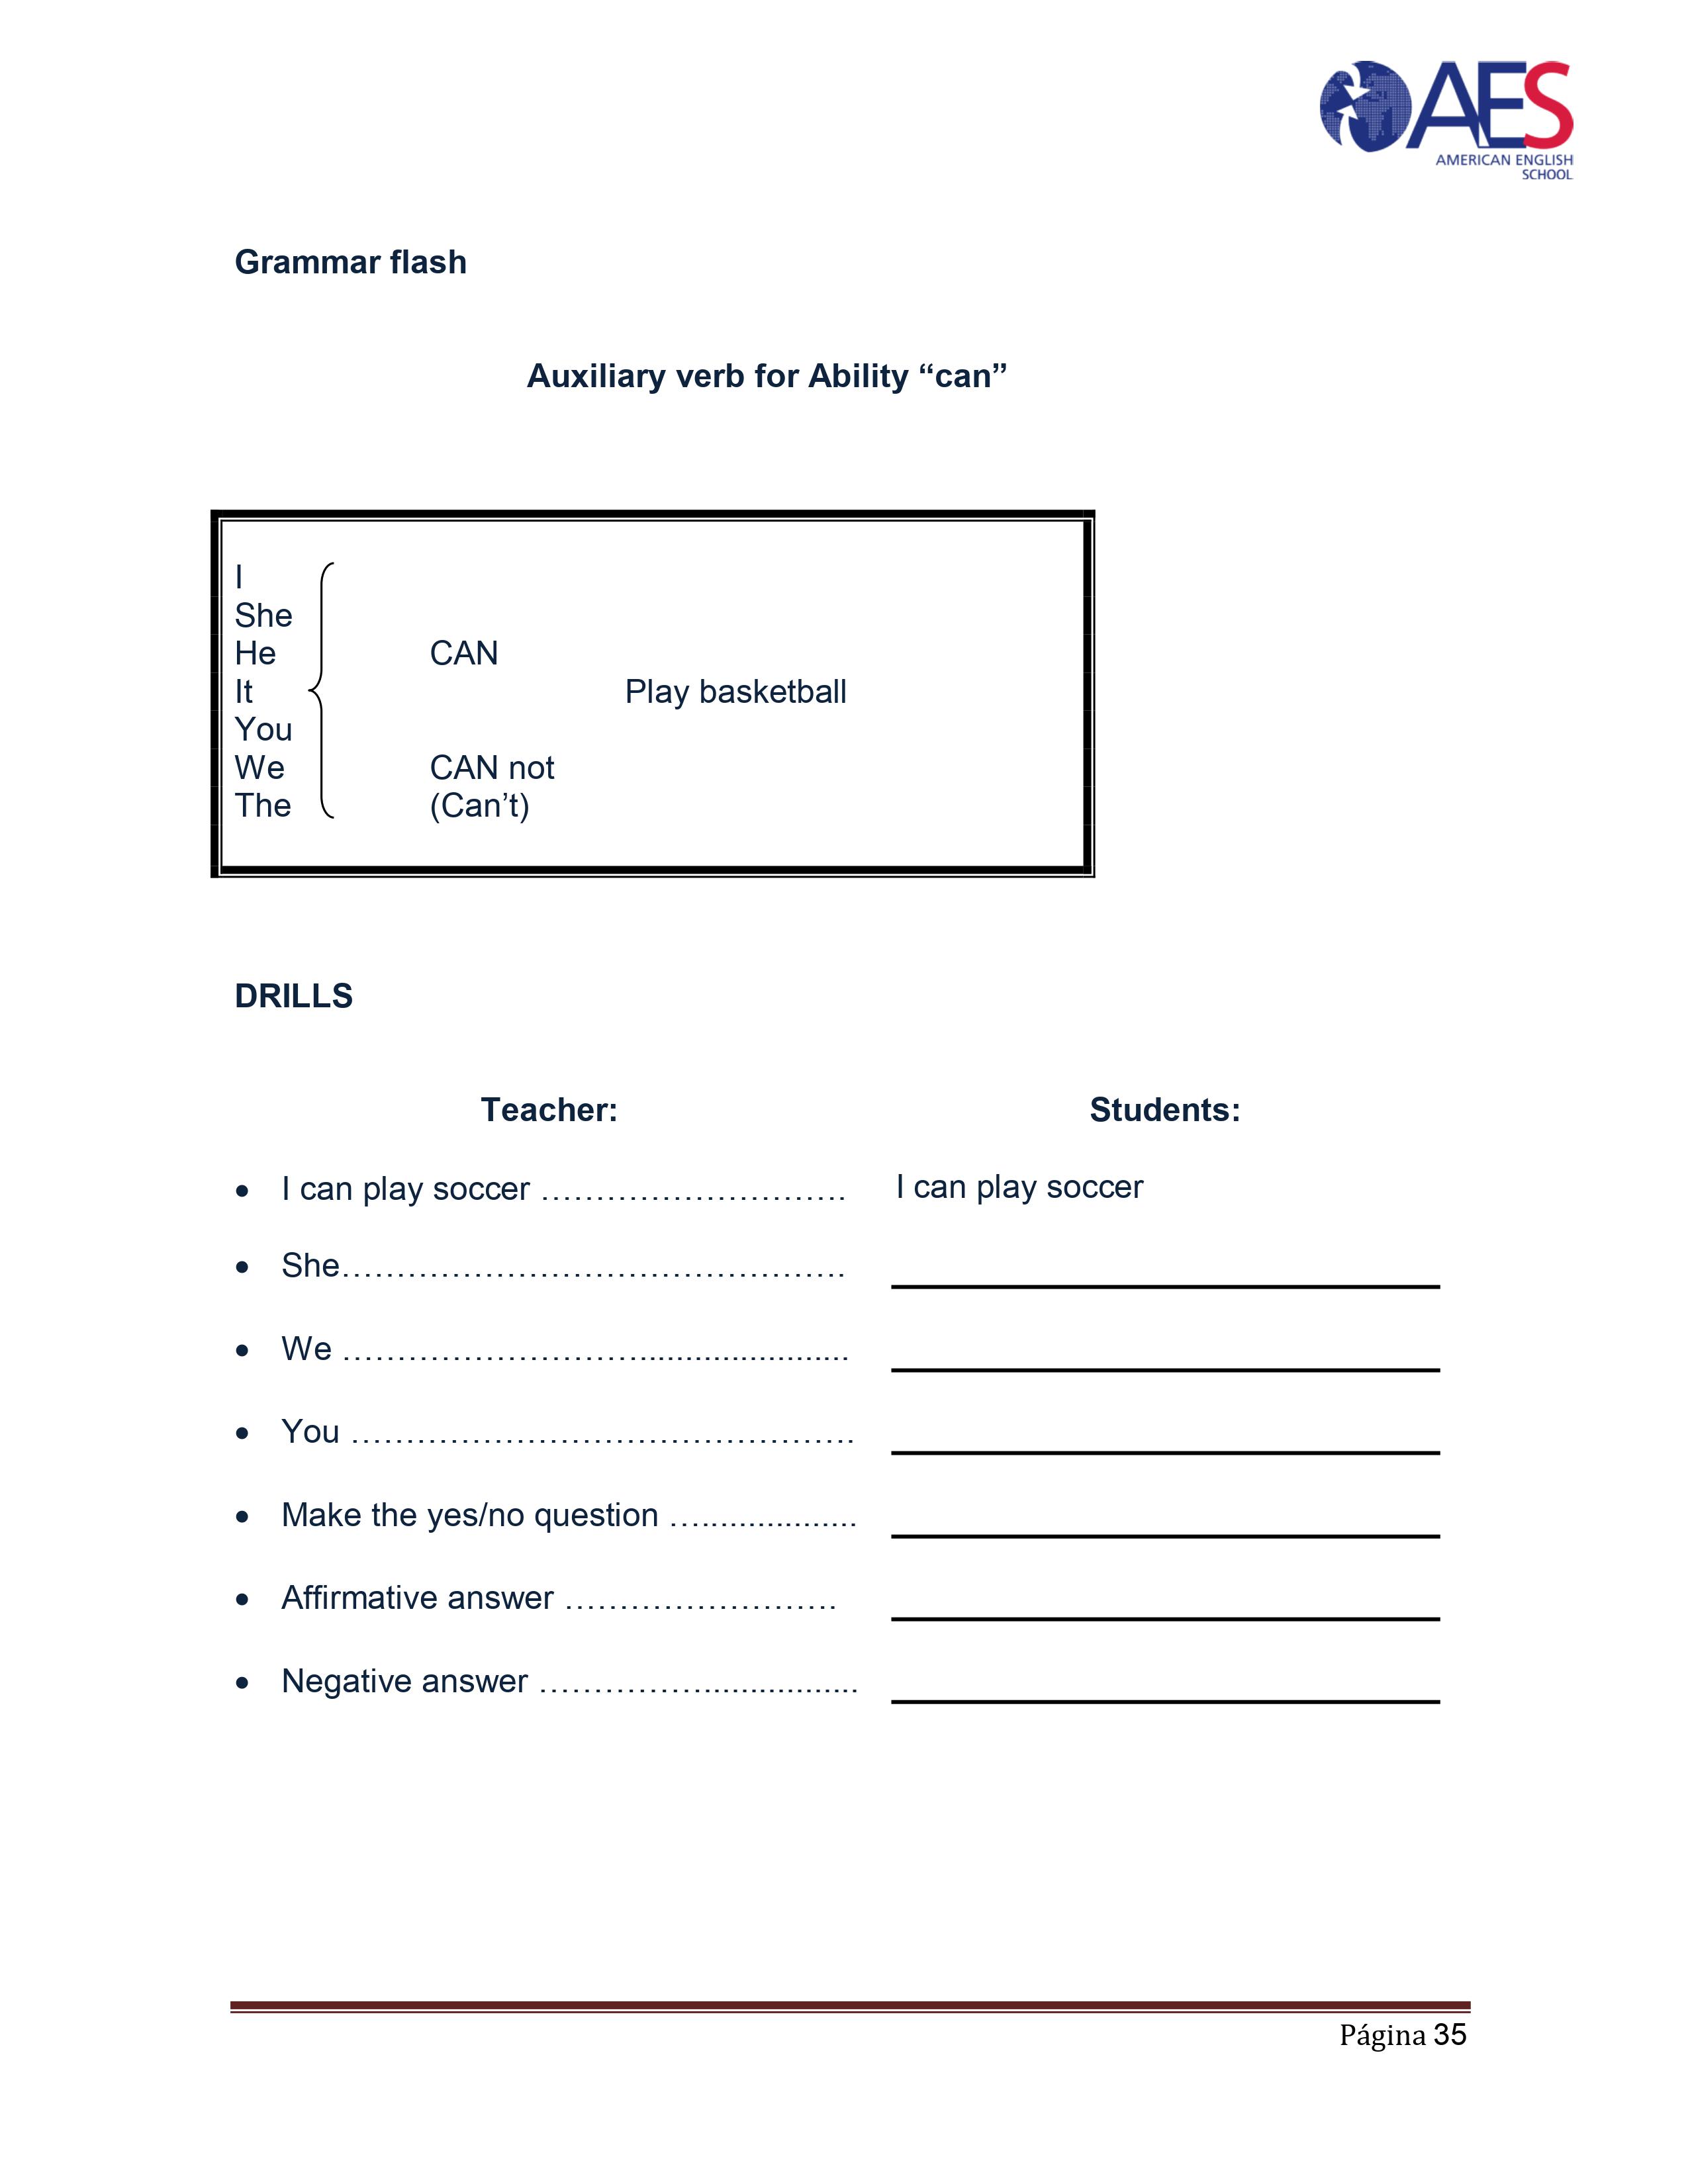 AES
AMERICAN ENGLISH
SCHOOL
Grammar flash
Auxiliary verb for Ability “can”
I
She
He CAN
It Play basketball
You
We CAN not
The (Can’t)
DRILLS
Teacher: Students:
• I can play soccer ………………………. I can play soccer
• She……………………………………….
• We ………………………....................
• You ……………………………………….
• Make the yes/no question …................
• Affirmative answer …………………….
• Negative answer ……………................
Página 35